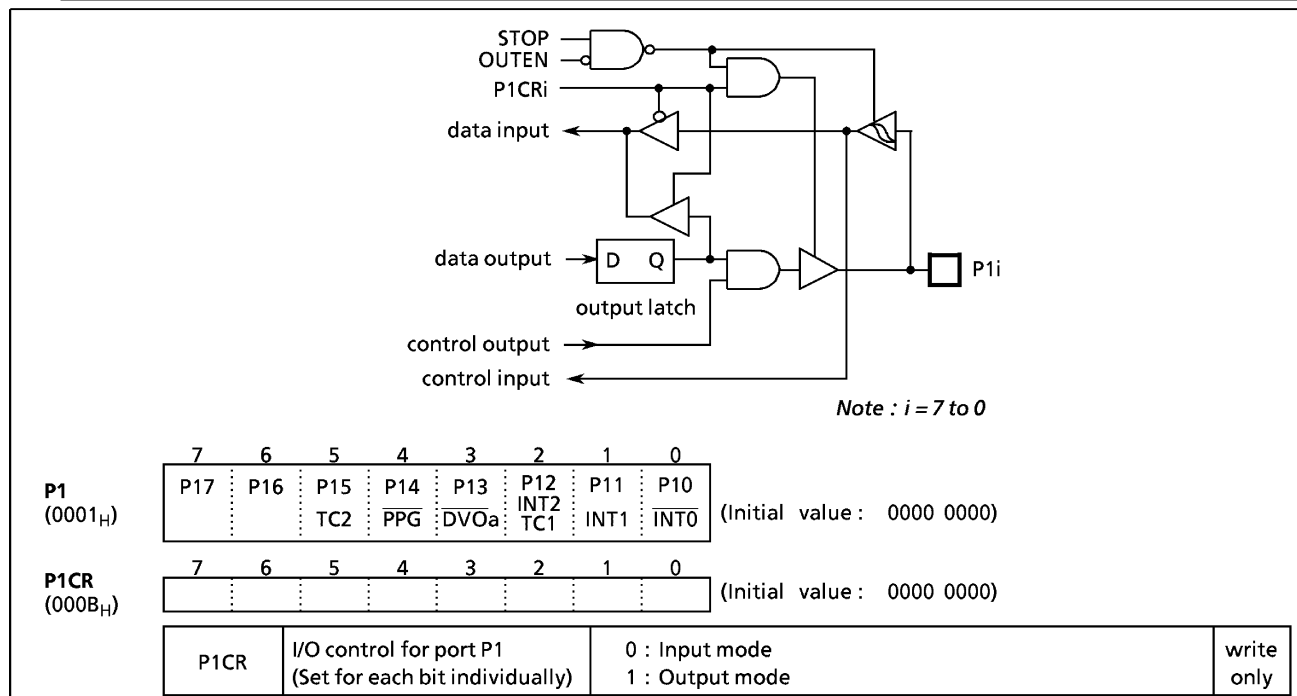 STOP
OUTEN
P1CRi
data input
data output
D Q
P1i
output latch
control output
control input
Note : i = 7 to 0
7 6 5 4 3 2 1 0
P1
(0001H)
P17 P16 P15 P14 P13 P12 P11 P10
TC2 PPG DVOa INT2 TC1 INT1 INT0
(Initial value : 0000 0000)
7 6 5 4 3 2 1 0
P1CR
(000BH)
(Initial value : 0000 0000)
P1CR
I/O control for port P1
(Set for each bit individually)
0 : Input mode
1 : Output mode
write
only